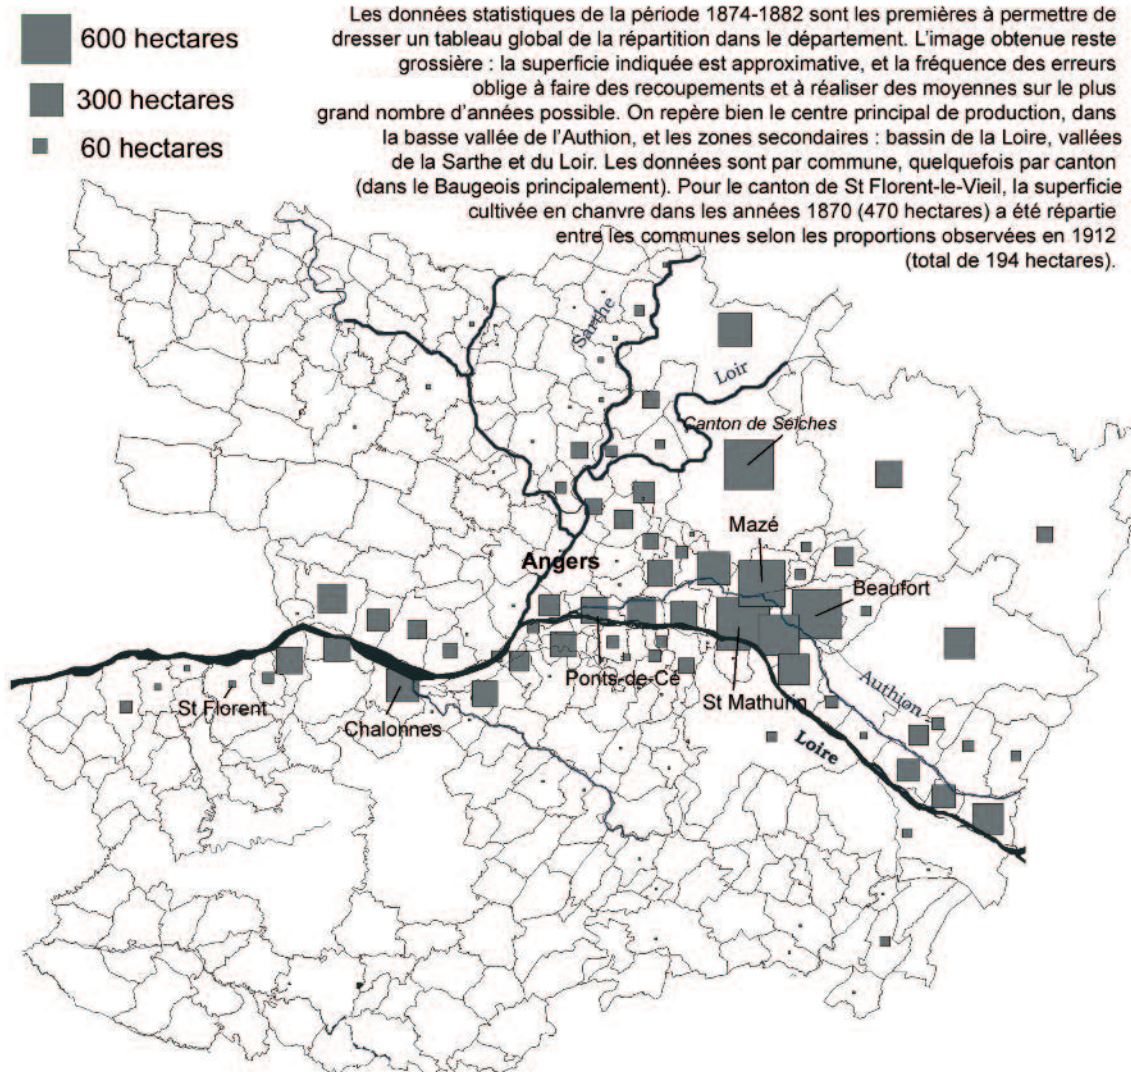 600 hectares
300 hectares
60 hectares
Les données statistiques de la période 1874-1882 sont les premières à permettre de
dresser un tableau global de la répartition dans le département. L'image obtenue reste
grossière : la superficie indiquée est approximative, et la fréquence des erreurs
oblige à faire des recoupements et à réaliser des moyennes sur le plus
grand nombre d'années possible. On repère bien le centre principal de production, dans
la basse vallée de l'Authion, et les zones secondaires : bassin de la Loire, vallées
de la Sarthe et du Loir. Les données sont par commune, quelquefois par canton
(dans le Baugeois principalement). Pour le canton de St Florent-le-Vieil, la superficie
cultivée en chanvre dans les années 1870 (470 hectares) a été répartie
entre les communes selon les proportions observées en 1912
(total de 194 hectares).
Sarthe
Loir
Canton de Seiches
Mazé
Angers
Beaufort
Ponts-de-Cé
St Florent
St Mathurin
Authion
Chalonnes
Loire